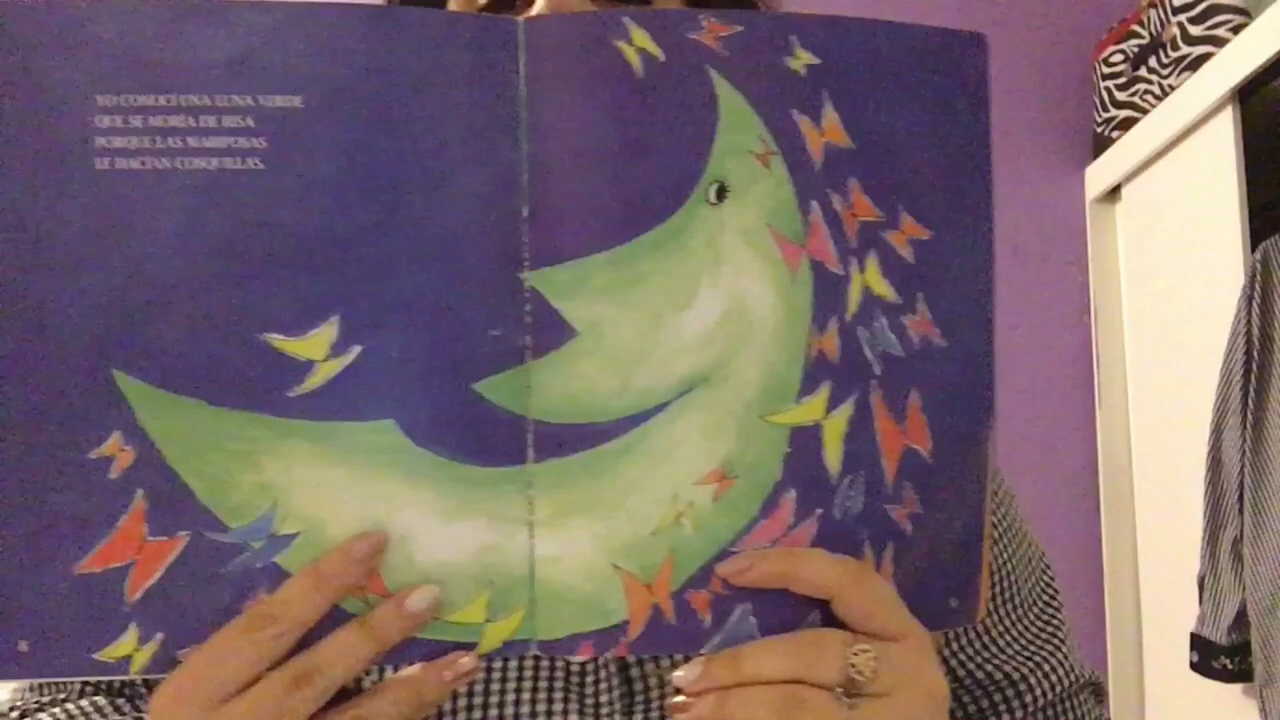 YO CONOCÍ UNA LUNA VERDE
QUE SE MORÍA DE RISA
PORQUE LAS MARIPOSAS
LE HACÍAN COSQUILLAS.